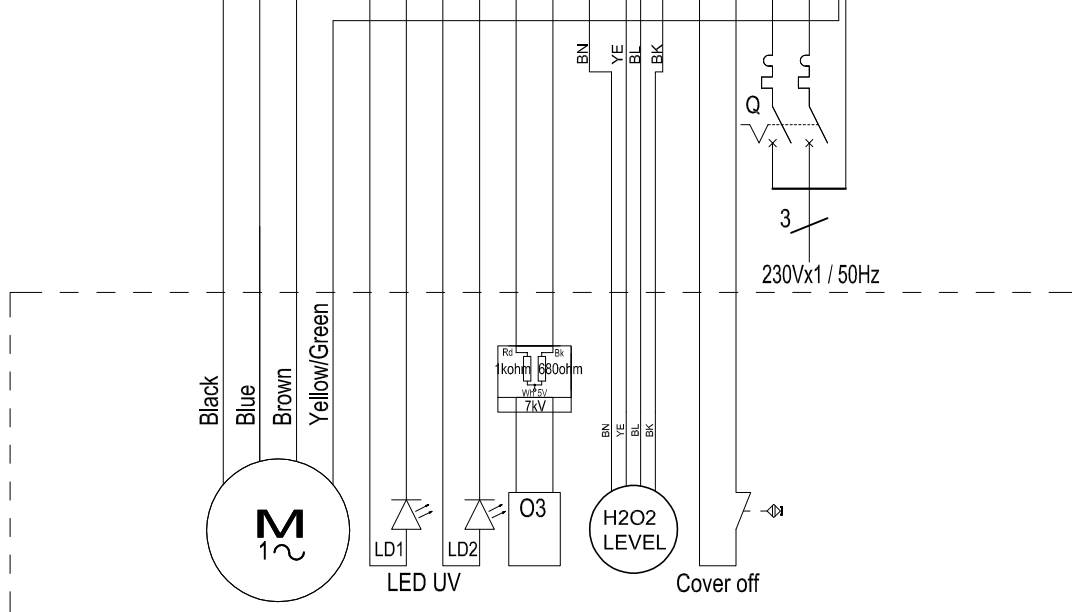 BN
YE
BL
BK
Q
3
230Vx1 / 50Hz
Black
Blue
Brown
Yellow/Green
Rd
Bk
1kohm
680ohm
Wh 5V
7kV
BN
YE
BL
BK
M
1
LD1
LD2
O3
H2O2
LEVEL
LED UV
Cover off